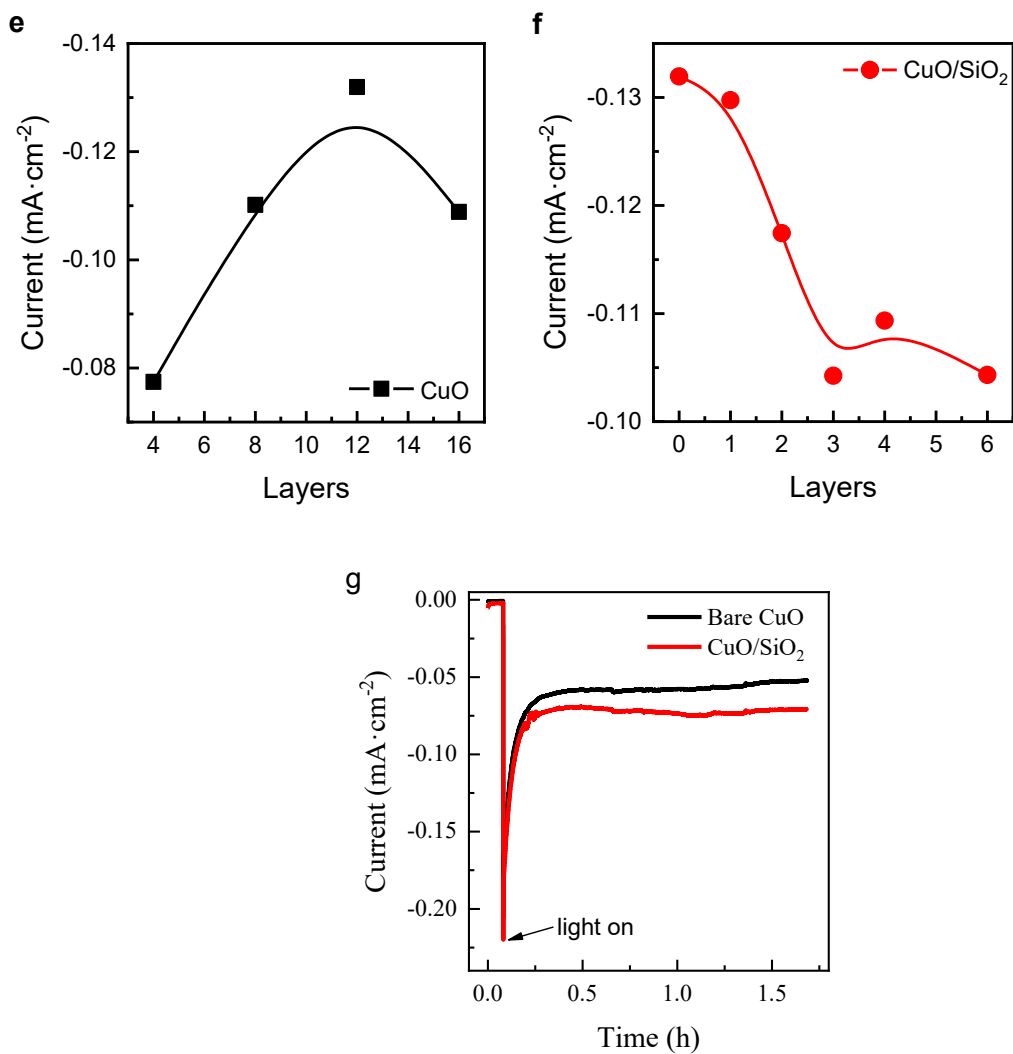 e
-0.14
-0.12
-0.10
-0.08
Current (mA·cm⁻²)
CuO
4 6 8 10 12 14 16
Layers
f
-0.13
-0.12
-0.11
-0.10
Current (mA·cm⁻²)
CuO/SiO₂
0 1 2 3 4 5 6
Layers
g
0.00
-0.05
-0.10
-0.15
-0.20
Current (mA·cm⁻²)
Bare CuO
CuO/SiO₂
light on
0.0 0.5 1.0 1.5
Time (h)